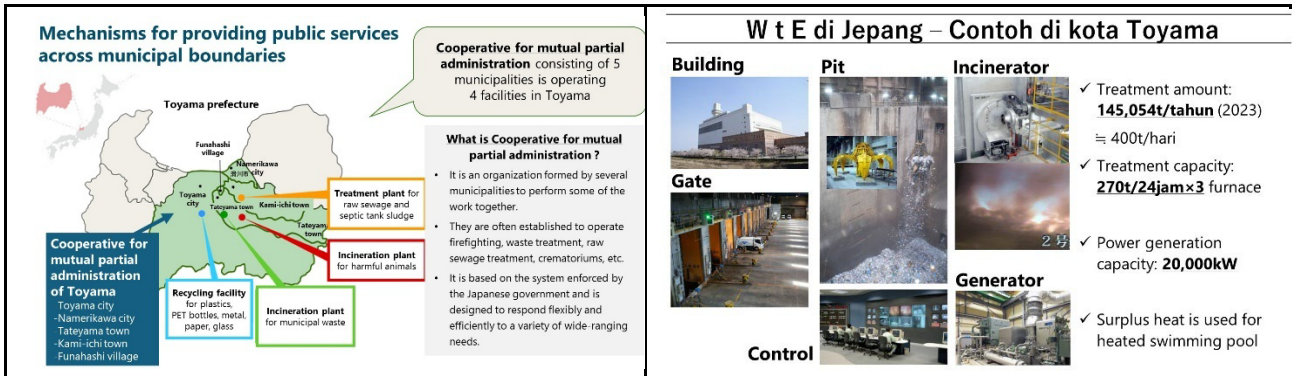 Mechanisms for providing public services
across municipal boundaries
Cooperative for mutual partial
administration consisting of 5
municipalities is operating
4 facilities in Toyama
Toyama prefecture
Funahashi
village
Namerikawa
city
滑川市
Toyama
city
Kami-ichi town
Tateyama town
Tateyam
town
Treatment plant for
raw sewage and
septic tank sludge
Incineration plant
for harmful animals
Recycling facility
for plastics,
PET bottles, metal,
paper, glass
Incineration plant
for municipal waste
Cooperative for
mutual partial
administration
of Toyama
Toyama city
-Namerikawa city
Tateyama town
-Kami-ichi town
-Funahashi village
What is Cooperative for mutual
partial administration ?
• It is an organization formed by several
municipalities to perform some of the
work together.
• They are often established to operate
firefighting, waste treatment, raw
sewage treatment, crematoriums, etc.
• It is based on the system enforced by
the Japanese government and is
designed to respond flexibly and
efficiently to a variety of wide-ranging
needs.
W t E di Jepang – Contoh di kota Toyama
Building
Pit
Incinerator
Gate
2号
Generator
Control
✓ Treatment amount:
145,054t/tahun (2023)
≒ 400t/hari
✓ Treatment capacity:
270t/24jam×3 furnace
✓ Power generation
capacity: 20,000kW
✓ Surplus heat is used for
heated swimming pool